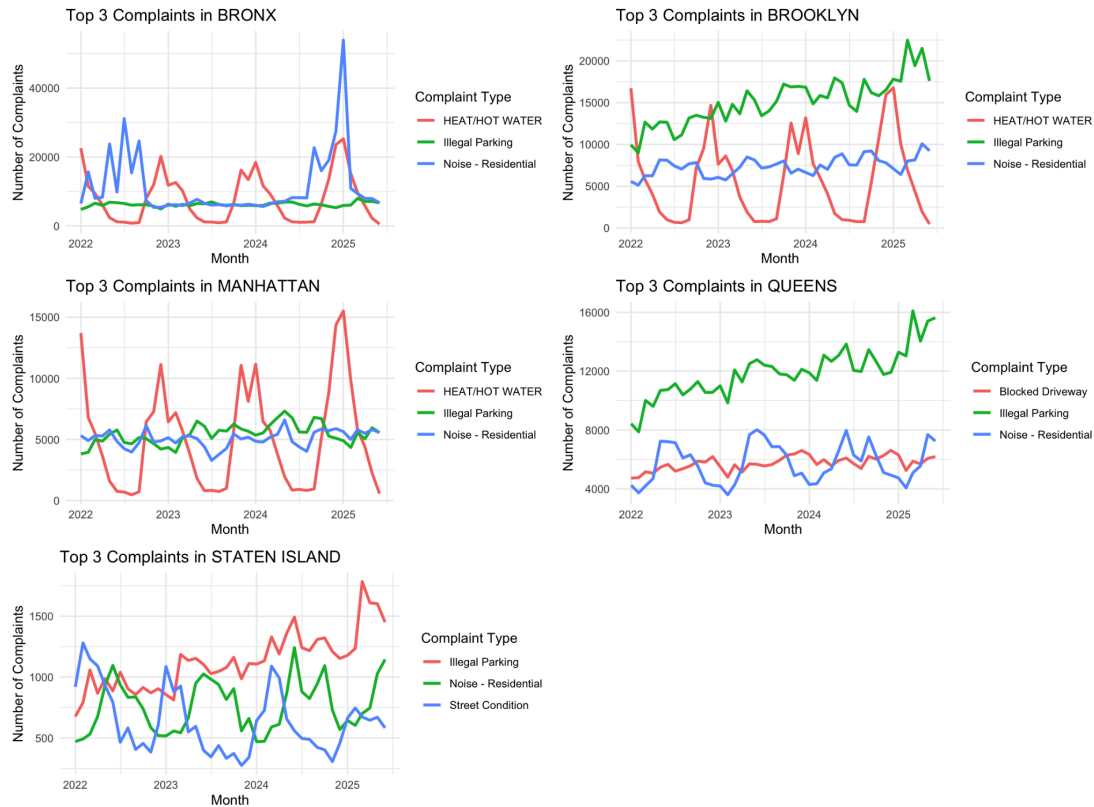 Top 3 Complaints in BRONX
Number of Complaints
40000
20000
0
2022
2023
2024
2025
Month
Complaint Type
HEAT/HOT WATER
Illegal Parking
Noise - Residential
Top 3 Complaints in BROOKLYN
Number of Complaints
20000
15000
10000
5000
0
2022
2023
2024
2025
Month
Complaint Type
HEAT/HOT WATER
Illegal Parking
Noise - Residential
Top 3 Complaints in MANHATTAN
Number of Complaints
15000
10000
5000
0
2022
2023
2024
2025
Month
Complaint Type
HEAT/HOT WATER
Illegal Parking
Noise - Residential
Top 3 Complaints in QUEENS
Number of Complaints
16000
12000
8000
4000
2022
2023
2024
2025
Month
Complaint Type
Blocked Driveway
Illegal Parking
Noise - Residential
Top 3 Complaints in STATEN ISLAND
Number of Complaints
1500
1000
500
2022
2023
2024
2025
Month
Complaint Type
Illegal Parking
Noise - Residential
Street Condition